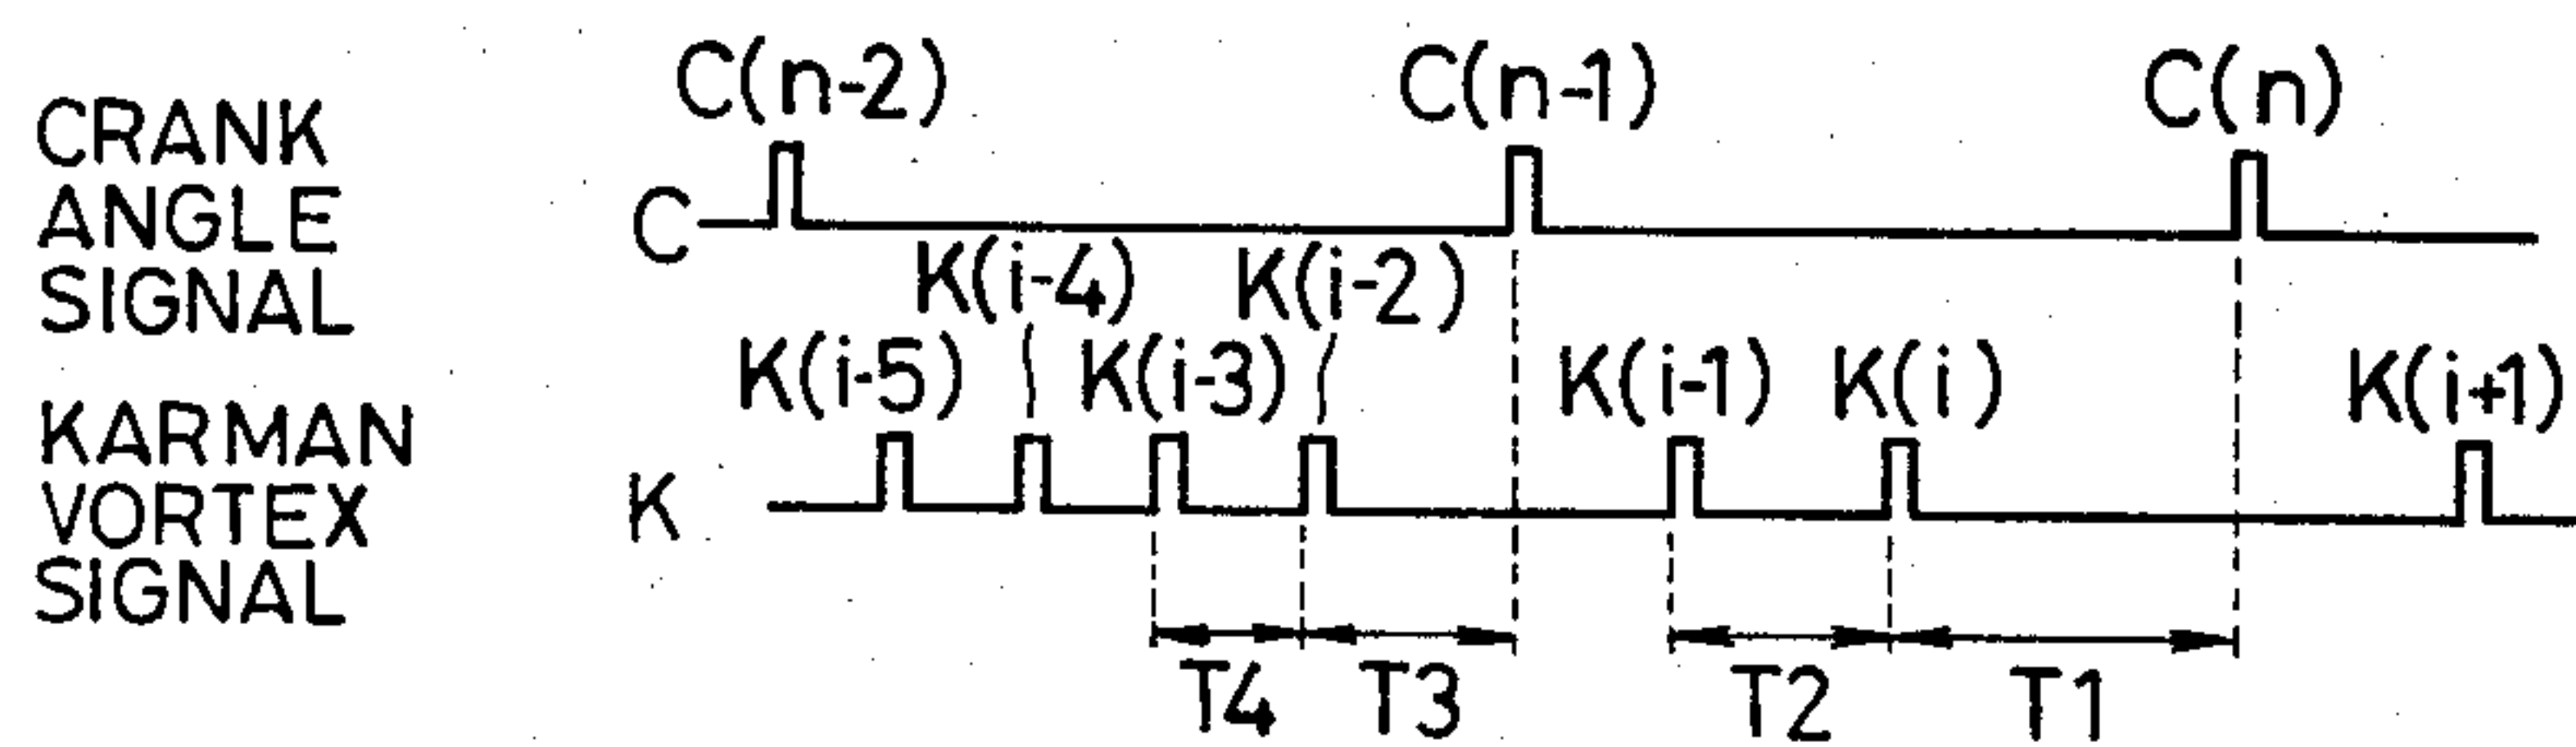 CRANK
ANGLE
SIGNAL
C
C(n-2)
C(n-1)
C(n)
KARMAN
VORTEX
SIGNAL
K
K(i-5)
K(i-4)
K(i-3)
K(i-2)
K(i-1)
K(i)
K(i+1)
T4
T3
T2
T1